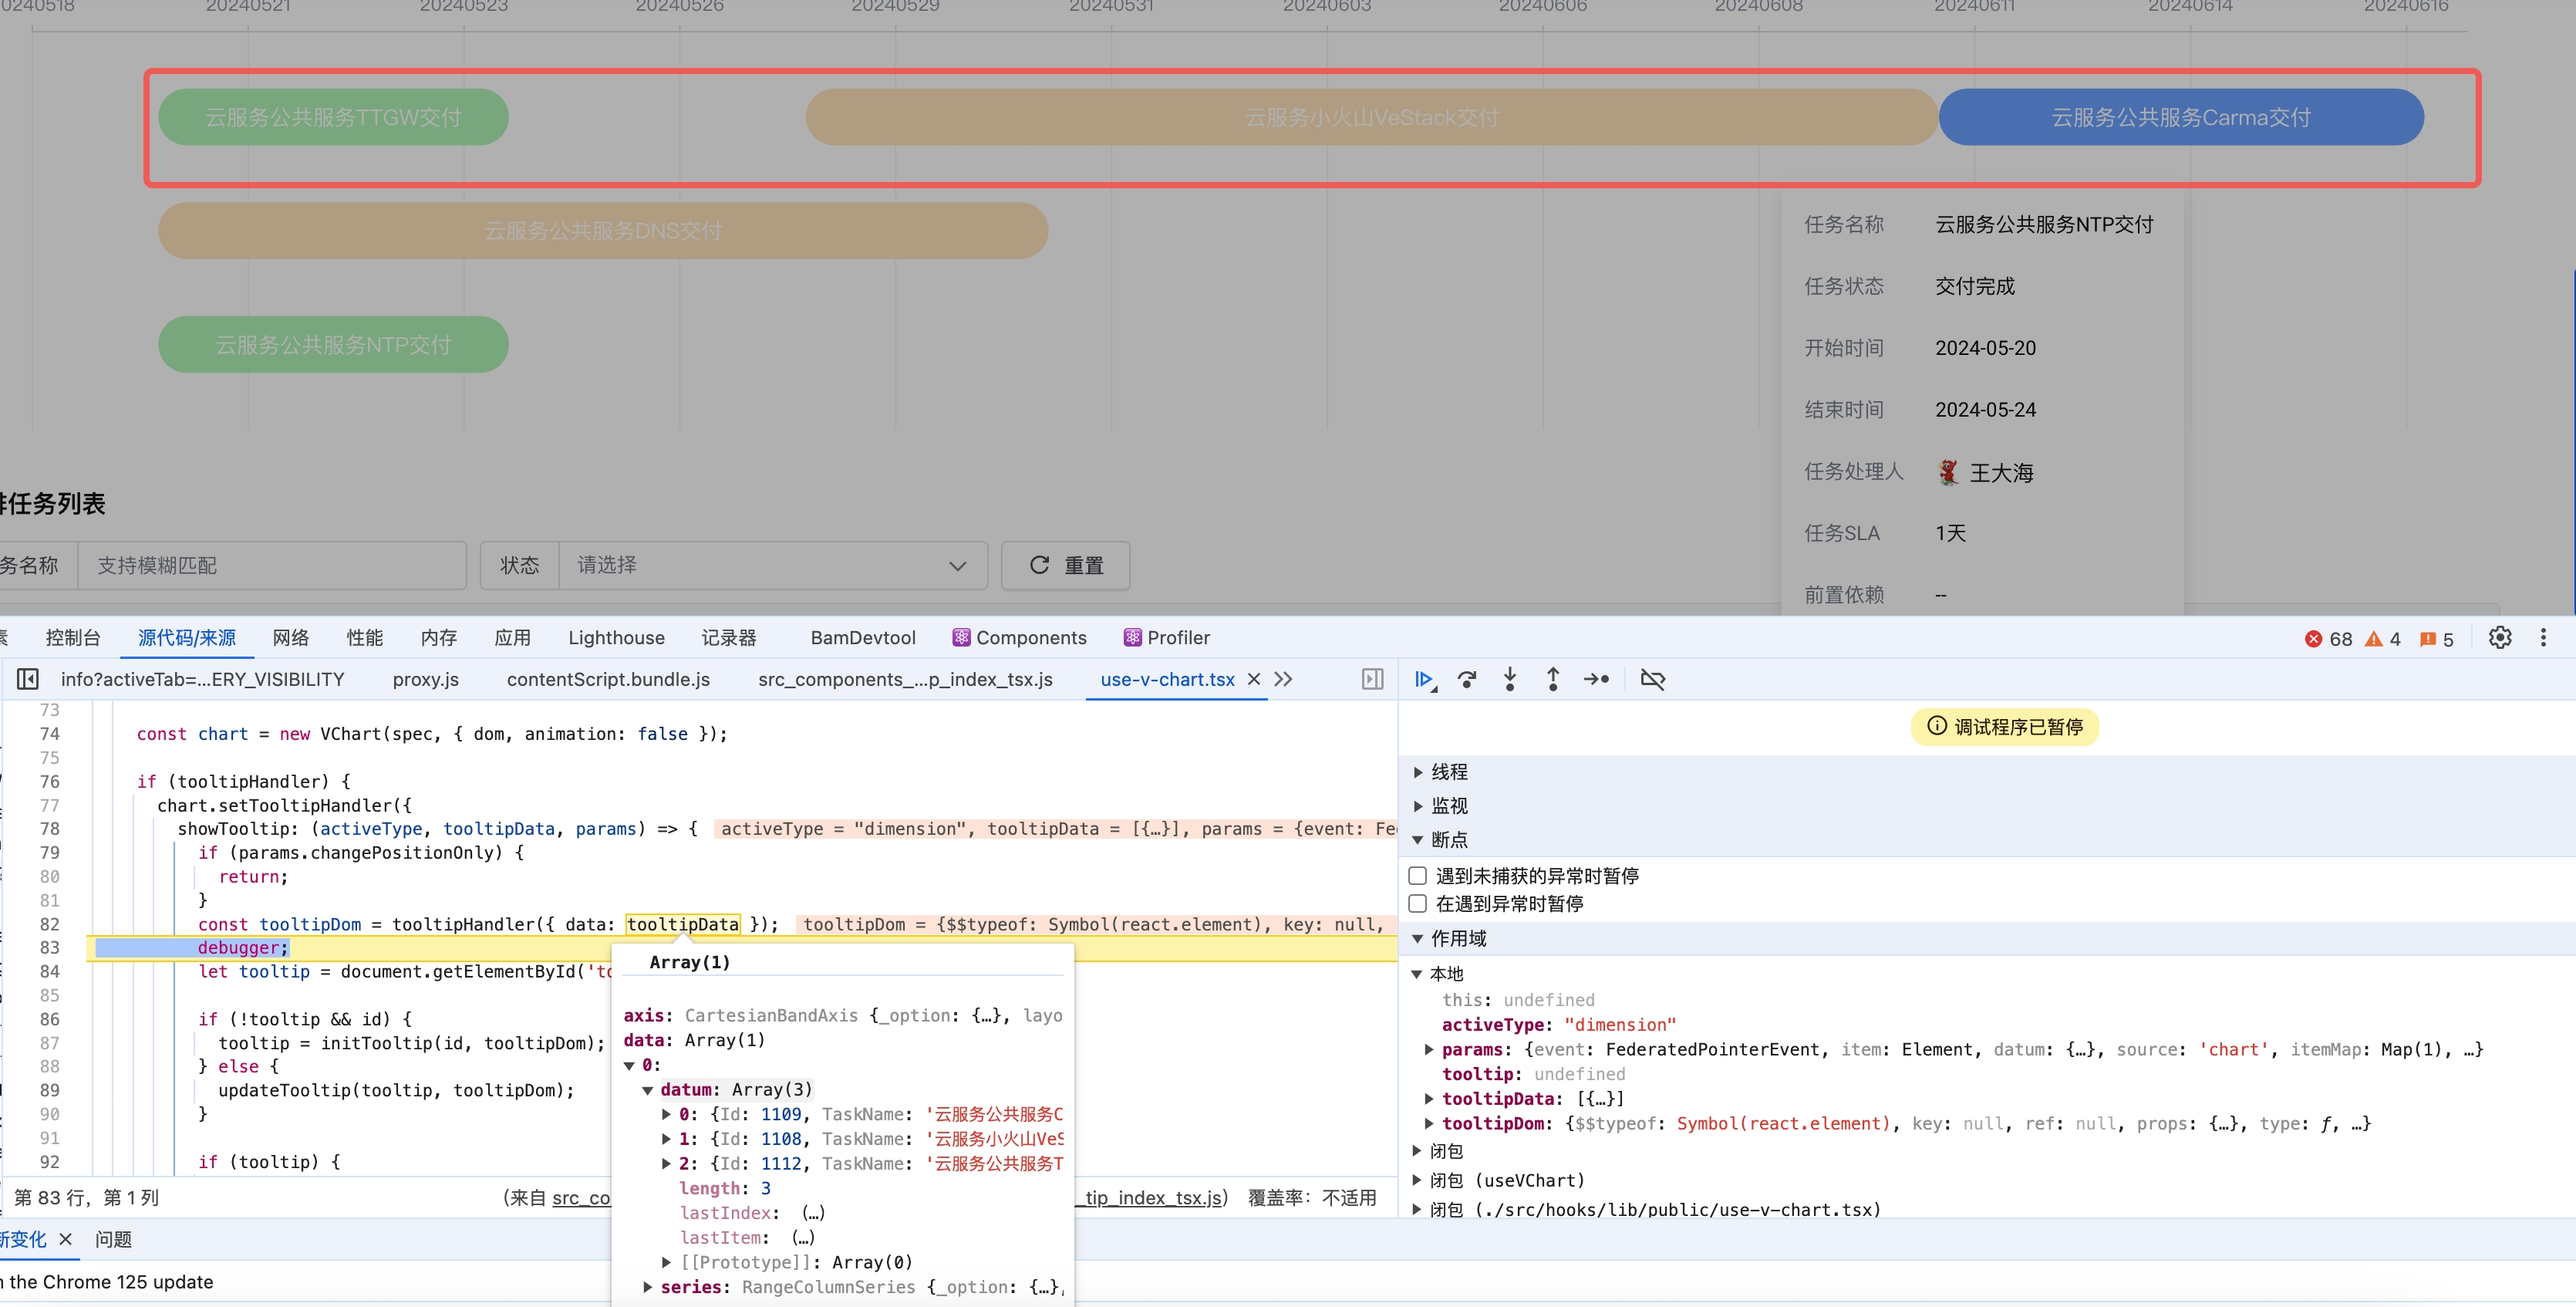 20240518 20240521 20240523 20240526 20240529 20240531 20240603 20240606 20240608 20240611 20240614 20240616
云服务公共服务TTGW交付 云服务小火山VeStack交付 云服务公共服务Carma交付
云服务公共服务DNS交付
云服务公共服务NTP交付
任务名称 云服务公共服务NTP交付
任务状态 交付完成
开始时间 2024-05-20
结束时间 2024-05-24
任务处理人 王大海
任务SLA 1天
前置依赖 --
任务列表
务名称 支持模糊匹配 状态 请选择 重置
控制台 源代码/来源 网络 性能 内存 应用 Lighthouse 记录器 BamDevtool Components Profiler 68 4 5
info?activeTab=...ERY_VISIBILITY proxy.js contentScript.bundle.js src_components_...p_index_tsx.js use-v-chart.tsx
73
74 const chart = new VChart(spec, { dom, animation: false });
75
76 if (tooltipHandler) {
77 chart.setTooltipHandler({
78 showTooltip: (activeType, tooltipData, params) => { activeType = "dimension", tooltipData = [{…}], params = {event: Fe
79 if (params.changePositionOnly) {
80 return;
81 }
82 const tooltipDom = tooltipHandler({ data: tooltipData }); tooltipDom = {$$typeof: Symbol(react.element), key: null,
83 debugger;
84 let tooltip = document.getElementById('to
85
86 if (!tooltip && id) {
87 tooltip = initTooltip(id, tooltipDom);
88 } else {
89 updateTooltip(tooltip, tooltipDom);
90 }
91
92 if (tooltip) {
Array(1)
axis: CartesianBandAxis {_option: {…}, layo
data: Array(1)
0:
datum: Array(3)
0: {Id: 1109, TaskName: '云服务公共服务C
1: {Id: 1108, TaskName: '云服务小火山VeS
2: {Id: 1112, TaskName: '云服务公共服务T
length: 3
lastIndex: (…)
lastItem: (…)
[[Prototype]]: Array(0)
series: RangeColumnSeries {_option: {…},
第 83 行，第 1 列 (来自 src_co _tip_index_tsx.js) 覆盖率：不适用
新变化 问题
the Chrome 125 update
调试程序已暂停
线程
监视
断点
遇到未捕获的异常时暂停
在遇到异常时暂停
作用域
本地
this: undefined
activeType: "dimension"
params: {event: FederatedPointerEvent, item: Element, datum: {…}, source: 'chart', itemMap: Map(1), …}
tooltip: undefined
tooltipData: [{…}]
tooltipDom: {$$typeof: Symbol(react.element), key: null, ref: null, props: {…}, type: ƒ, …}
闭包
闭包 (useVChart)
闭包 (./src/hooks/lib/public/use-v-chart.tsx)